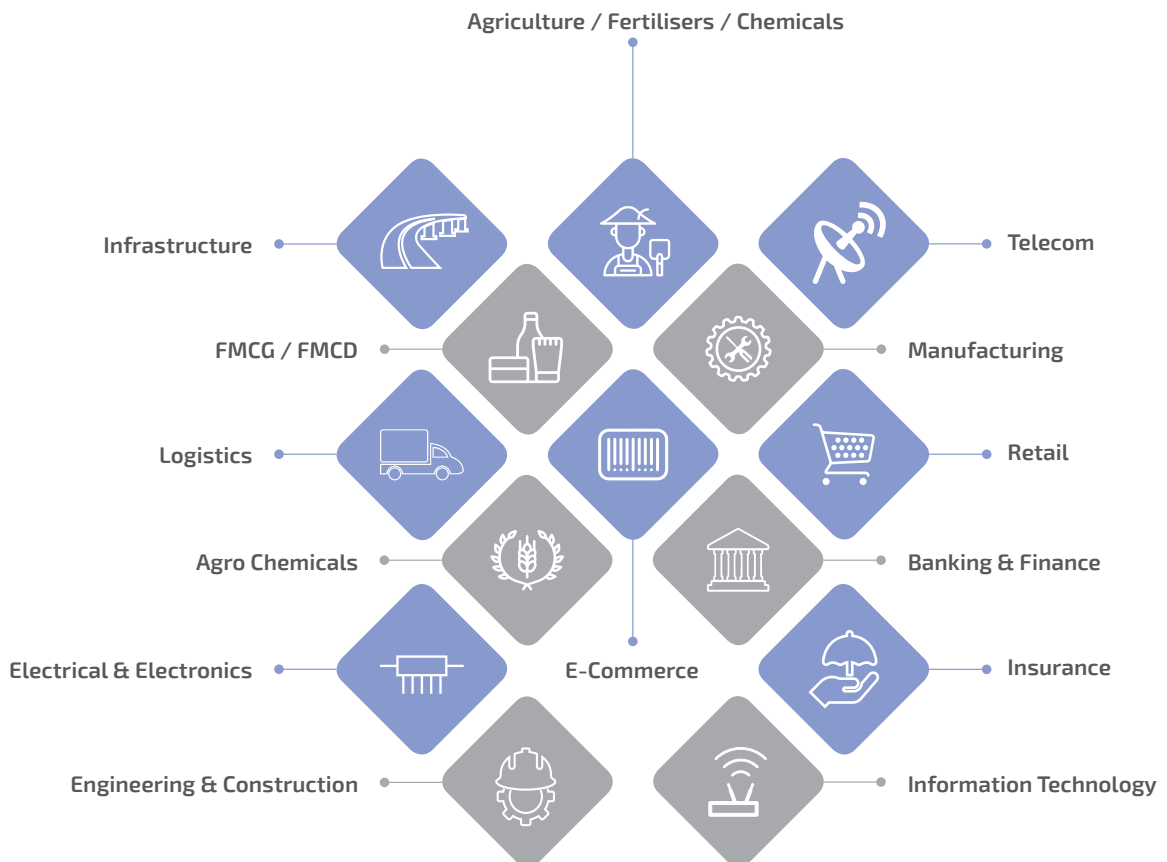 Agriculture / Fertilisers / Chemicals
Infrastructure
Telecom
FMCG / FMCD
Manufacturing
Logistics
Retail
Agro Chemicals
Banking & Finance
Electrical & Electronics
E-Commerce
Insurance
Engineering & Construction
Information Technology